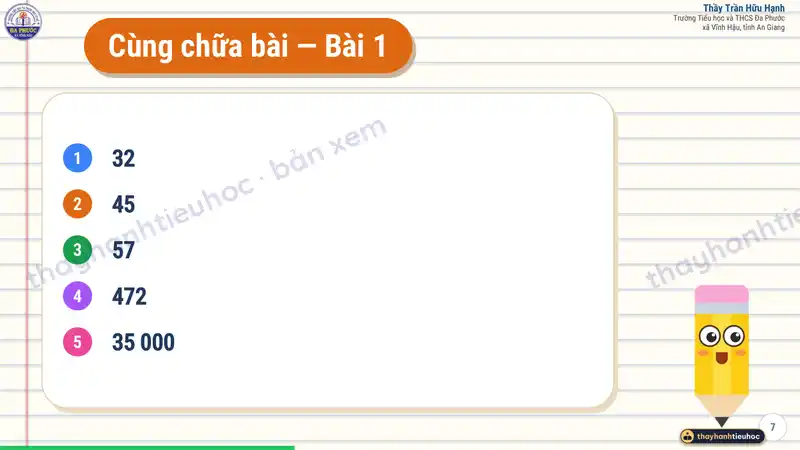 ĐA PHƯỚC
Thầy Trần Hữu Hạnh
Trường Tiểu học và THCS Đa Phước
xã Vĩnh Hậu, tỉnh An Giang
Cùng chữa bài — Bài 1
1 32
2 45
3 57
4 472
5 35 000
thayhanhtieuhoc · bản xem
thayhanhtieuhoc
7